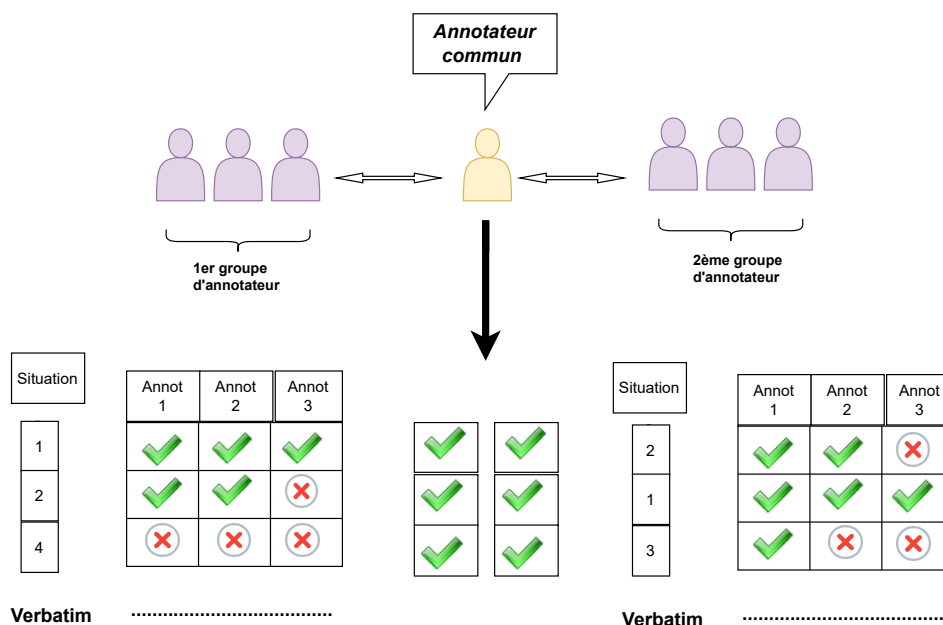 Annotateur
commun
1er groupe
d'annotateur
2ème groupe
d'annotateur
Situation
Annot
1
Annot
2
Annot
3
1
2
4
Verbatim ......................................
Situation
Annot
1
Annot
2
Annot
3
2
1
3
Verbatim ......................................